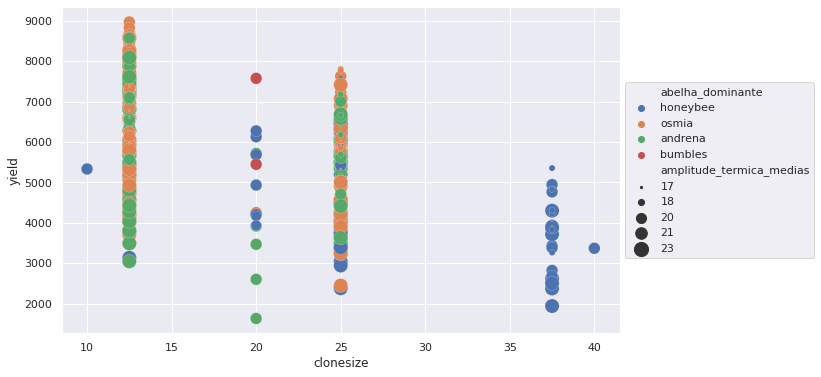 9000
8000
7000
6000
5000
4000
3000
2000
yield
10
15
20
25
30
35
40
clonesize
abelha_dominante
honeybee
osmia
andrena
bumbles
amplitude_termica_medias
17
18
20
21
23